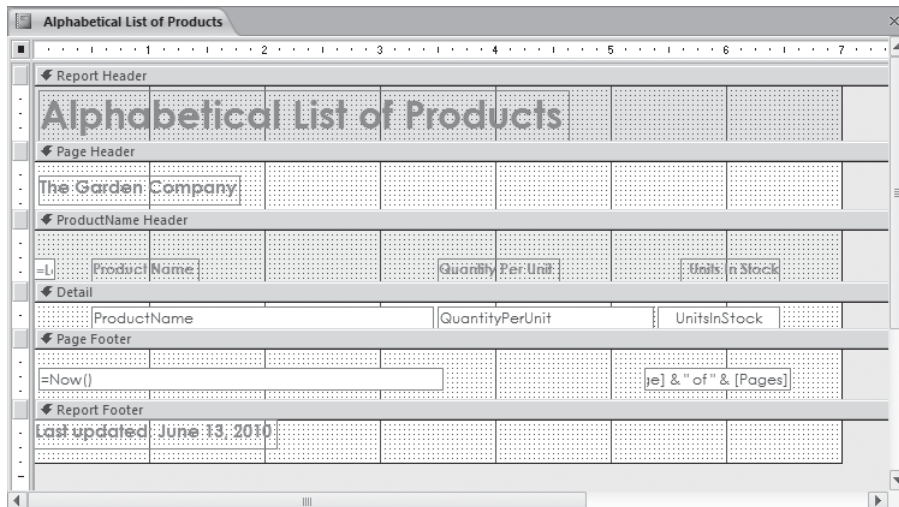 Alphabetical List of Products
1 2 3 4 5 6 7
Report Header
Alphabetical List of Products
Page Header
The Garden Company
ProductName Header
Product Name Quantity Per Unit Units In Stock
Detail
ProductName QuantityPerUnit UnitsInStock
Page Footer
=Now() ge] & " of " & [Pages]
Report Footer
Last updated: June 13, 2010